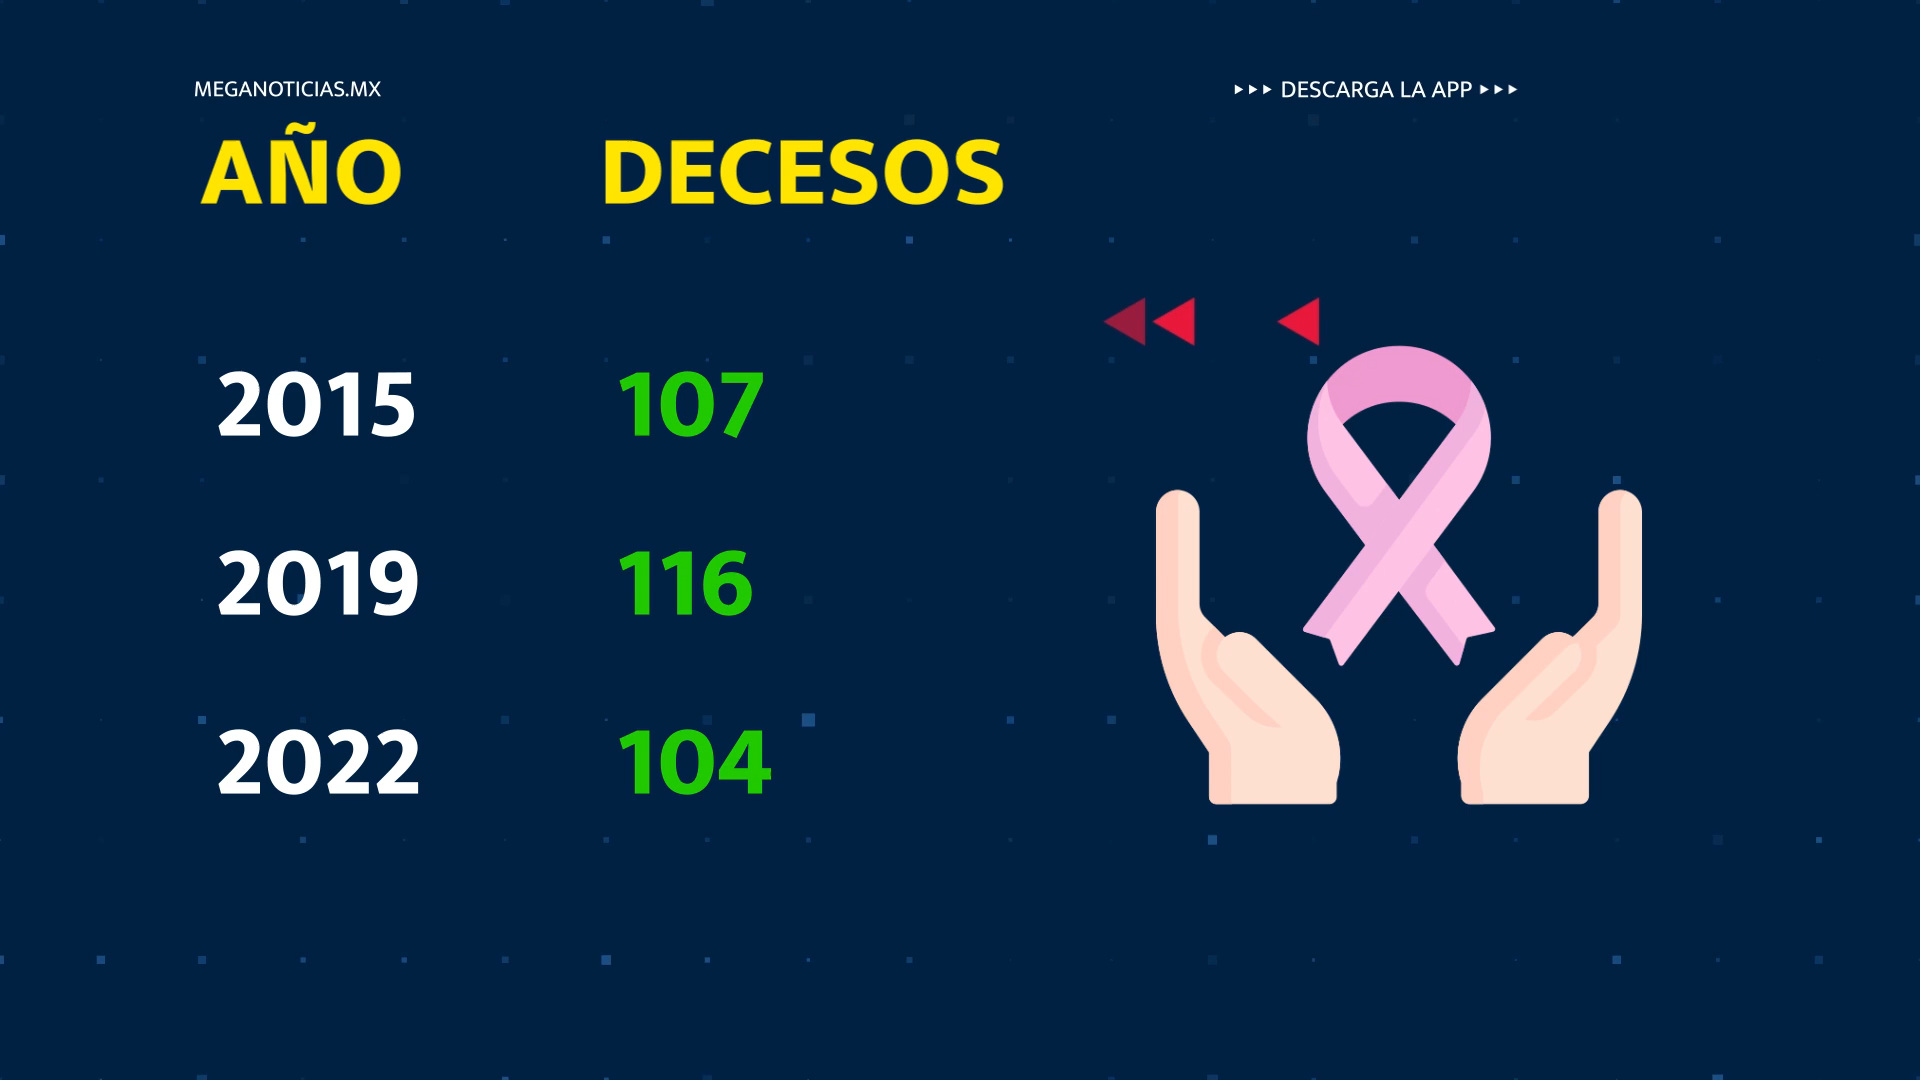 MEGANOTICIAS.MX
DESCARGA LA APP
AÑO DECESOS
2015 107
2019 116
2022 104